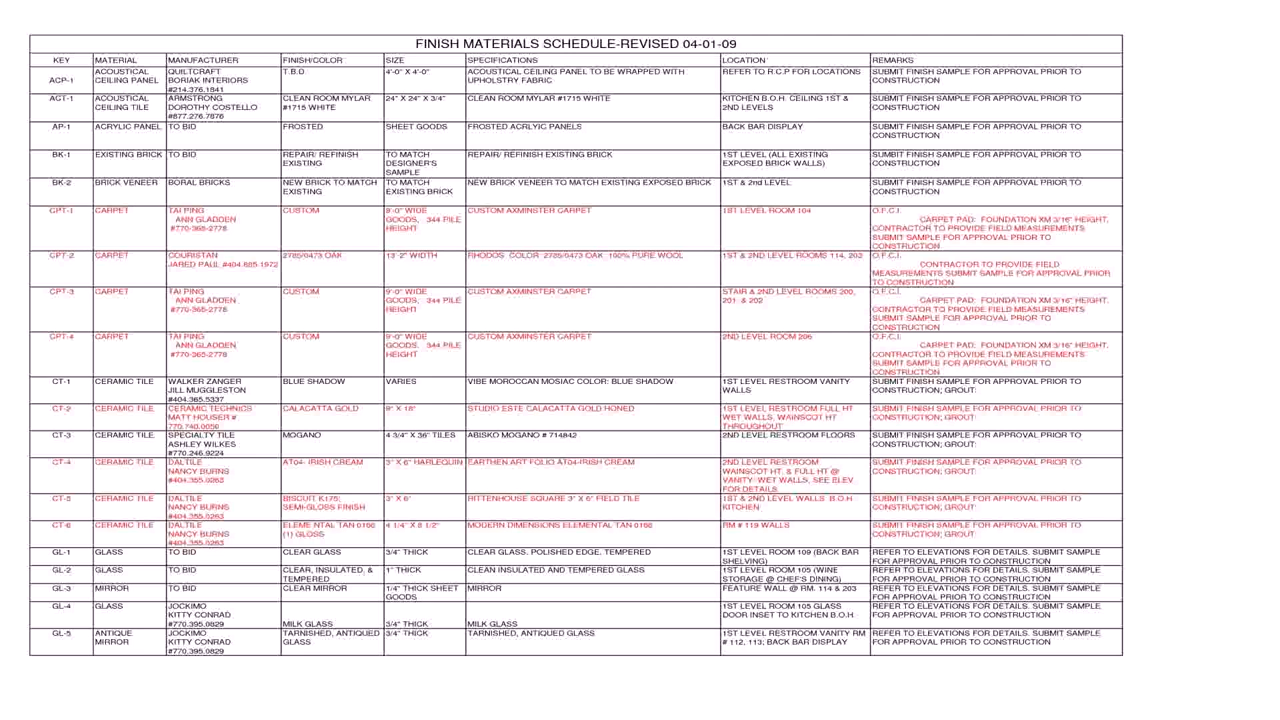 FINISH MATERIALS SCHEDULE-REVISED 04-01-09
KEY MATERIAL MANUFACTURER FINISH/COLOR SIZE SPECIFICATIONS LOCATION REMARKS
ACP-1 ACOUSTICAL CEILING PANEL QUILTCRAFT BORIAK INTERIORS #214.376.1841 T.B.D 4'-0" X 4'-0" ACOUSTICAL CEILING PANEL TO BE WRAPPED WITH UPHOLSTRY FABRIC REFER TO R.C.P FOR LOCATIONS SUBMIT FINISH SAMPLE FOR APPROVAL PRIOR TO CONSTRUCTION
ACT-1 ACOUSTICAL CEILING TILE ARMSTRONG DOROTHY COSTELLO #877.276.7876 CLEAN ROOM MYLAR #1715 WHITE 24" X 24" X 3/4" CLEAN ROOM MYLAR #1715 WHITE KITCHEN B.O.H. CEILING 1ST & 2ND LEVELS SUBMIT FINISH SAMPLE FOR APPROVAL PRIOR TO CONSTRUCTION
AP-1 ACRYLIC PANEL TO BID FROSTED SHEET GOODS FROSTED ACRLYIC PANELS BACK BAR DISPLAY SUBMIT FINISH SAMPLE FOR APPROVAL PRIOR TO CONSTRUCTION
BK-1 EXISTING BRICK TO BID REPAIR/ REFINISH EXISTING TO MATCH DESIGNER'S SAMPLE REPAIR/ REFINISH EXISTING BRICK 1ST LEVEL (ALL EXISTING EXPOSED BRICK WALLS) SUMBIT FINISH SAMPLE FOR APPROVAL PRIOR TO CONSTRUCTION
BK-2 BRICK VENEER BORAL BRICKS NEW BRICK TO MATCH EXISTING TO MATCH EXISTING BRICK NEW BRICK VENEER TO MATCH EXISTING EXPOSED BRICK 1ST & 2nd LEVEL SUBMIT FINISH SAMPLE FOR APPROVAL PRIOR TO CONSTRUCTION
CPT-1 CARPET TAI PING ANN GLADDEN #770-365-2778 CUSTOM 9'-0" WIDE GOODS, .344 PILE HEIGHT CUSTOM AXMINSTER CARPET 1ST LEVEL ROOM 104 O.F.C.I. CARPET PAD: FOUNDATION XM 3/16" HEIGHT, CONTRACTOR TO PROVIDE FIELD MEASUREMENTS SUBMIT SAMPLE FOR APPROVAL PRIOR TO CONSTRUCTION
CPT-2 CARPET COURISTAN JARED PAUL #404.685.1972 2785/0473 OAK 13'-2" WIDTH RHODOS COLOR 2785/0473 OAK 100% PURE WOOL 1ST & 2ND LEVEL ROOMS 114, 203 O.F.C.I. CONTRACTOR TO PROVIDE FIELD MEASUREMENTS SUBMIT SAMPLE FOR APPROVAL PRIOR TO CONSTRUCTION
CPT-3 CARPET TAI PING ANN GLADDEN #770-365-2778 CUSTOM 9'-0" WIDE GOODS, .344 PILE HEIGHT CUSTOM AXMINSTER CARPET STAIR & 2ND LEVEL ROOMS 200, 201 & 202 O.F.C.I. CARPET PAD: FOUNDATION XM 3/16" HEIGHT, CONTRACTOR TO PROVIDE FIELD MEASUREMENTS SUBMIT SAMPLE FOR APPROVAL PRIOR TO CONSTRUCTION
CPT-4 CARPET TAI PING ANN GLADDEN #770-365-2778 CUSTOM 9'-0" WIDE GOODS, .344 PILE HEIGHT CUSTOM AXMINSTER CARPET 2ND LEVEL ROOM 206 O.F.C.I. CARPET PAD: FOUNDATION XM 3/16" HEIGHT, CONTRACTOR TO PROVIDE FIELD MEASUREMENTS SUBMIT SAMPLE FOR APPROVAL PRIOR TO CONSTRUCTION
CT-1 CERAMIC TILE WALKER ZANGER JILL MUGGLESTON #404.365.5337 BLUE SHADOW VARIES VIBE MOROCCAN MOSIAC COLOR: BLUE SHADOW 1ST LEVEL RESTROOM VANITY WALLS SUBMIT FINISH SAMPLE FOR APPROVAL PRIOR TO CONSTRUCTION; GROUT:
CT-2 CERAMIC TILE CERAMIC TECHNICS MATT HOUSER # 770.740.0050 CALACATTA GOLD 9" X 18" STUDIO ESTE CALACATTA GOLD HONED 1ST LEVEL RESTROOM FULL HT WET WALLS, WAINSCOT HT THROUGHOUT SUBMIT FINISH SAMPLE FOR APPROVAL PRIOR TO CONSTRUCTION; GROUT:
CT-3 CERAMIC TILE SPECIALTY TILE ASHLEY WILKES #770.246.9224 MOGANO 4 3/4" X 36" TILES ABISKO MOGANO # 714842 2ND LEVEL RESTROOM FLOORS SUBMIT FINISH SAMPLE FOR APPROVAL PRIOR TO CONSTRUCTION; GROUT:
CT-4 CERAMIC TILE DALTILE NANCY BURNS #404.355.0263 AT04- IRISH CREAM 3" X 6" HARLEQUIN EARTHEN ART FOLIO AT04-IRISH CREAM 2ND LEVEL RESTROOM WAINSCOT HT. & FULL HT @ VANITY- WET WALLS, SEE ELEV. FOR DETAILS SUBMIT FINISH SAMPLE FOR APPROVAL PRIOR TO CONSTRUCTION; GROUT:
CT-5 CERAMIC TILE DALTILE NANCY BURNS #404.355.0263 BISCUIT K175; SEMI-GLOSS FINISH 3" X 6" RITTENHOUSE SQUARE 3" X 6" FIELD TILE 1ST & 2ND LEVEL WALLS B.O.H. KITCHEN SUBMIT FINISH SAMPLE FOR APPROVAL PRIOR TO CONSTRUCTION; GROUT:
CT-6 CERAMIC TILE DALTILE NANCY BURNS #404.355.0263 ELEMENTAL TAN 0166 (1) GLOSS 4 1/4" X 8 1/2" MODERN DIMENSIONS ELEMENTAL TAN 0166 RM # 119 WALLS SUBMIT FINISH SAMPLE FOR APPROVAL PRIOR TO CONSTRUCTION; GROUT:
GL-1 GLASS TO BID CLEAR GLASS 3/4" THICK CLEAR GLASS, POLISHED EDGE, TEMPERED 1ST LEVEL ROOM 109 (BACK BAR SHELVING) REFER TO ELEVATIONS FOR DETAILS. SUBMIT SAMPLE FOR APPROVAL PRIOR TO CONSTRUCTION
GL-2 GLASS TO BID CLEAR, INSULATED, & TEMPERED 1" THICK CLEAN INSULATED AND TEMPERED GLASS 1ST LEVEL ROOM 105 (WINE STORAGE @ CHEF'S DINING) REFER TO ELEVATIONS FOR DETAILS. SUBMIT SAMPLE FOR APPROVAL PRIOR TO CONSTRUCTION
GL-3 MIRROR TO BID CLEAR MIRROR 1/4" THICK SHEET GOODS MIRROR FEATURE WALL @ RM. 114 & 203 REFER TO ELEVATIONS FOR DETAILS. SUBMIT SAMPLE FOR APPROVAL PRIOR TO CONSTRUCTION
GL-4 GLASS JOCKIMO KITTY CONRAD #770.395.0829 MILK GLASS 3/4" THICK MILK GLASS 1ST LEVEL ROOM 105 GLASS DOOR INSET TO KITCHEN B.O.H. REFER TO ELEVATIONS FOR DETAILS. SUBMIT SAMPLE FOR APPROVAL PRIOR TO CONSTRUCTION
GL-5 ANTIQUE MIRROR JOCKIMO KITTY CONRAD #770.395.0829 TARNISHED, ANTIQUED GLASS 3/4" THICK TARNISHED, ANTIQUED GLASS 1ST LEVEL RESTROOM VANITY RM # 112, 113; BACK BAR DISPLAY REFER TO ELEVATIONS FOR DETAILS. SUBMIT SAMPLE FOR APPROVAL PRIOR TO CONSTRUCTION